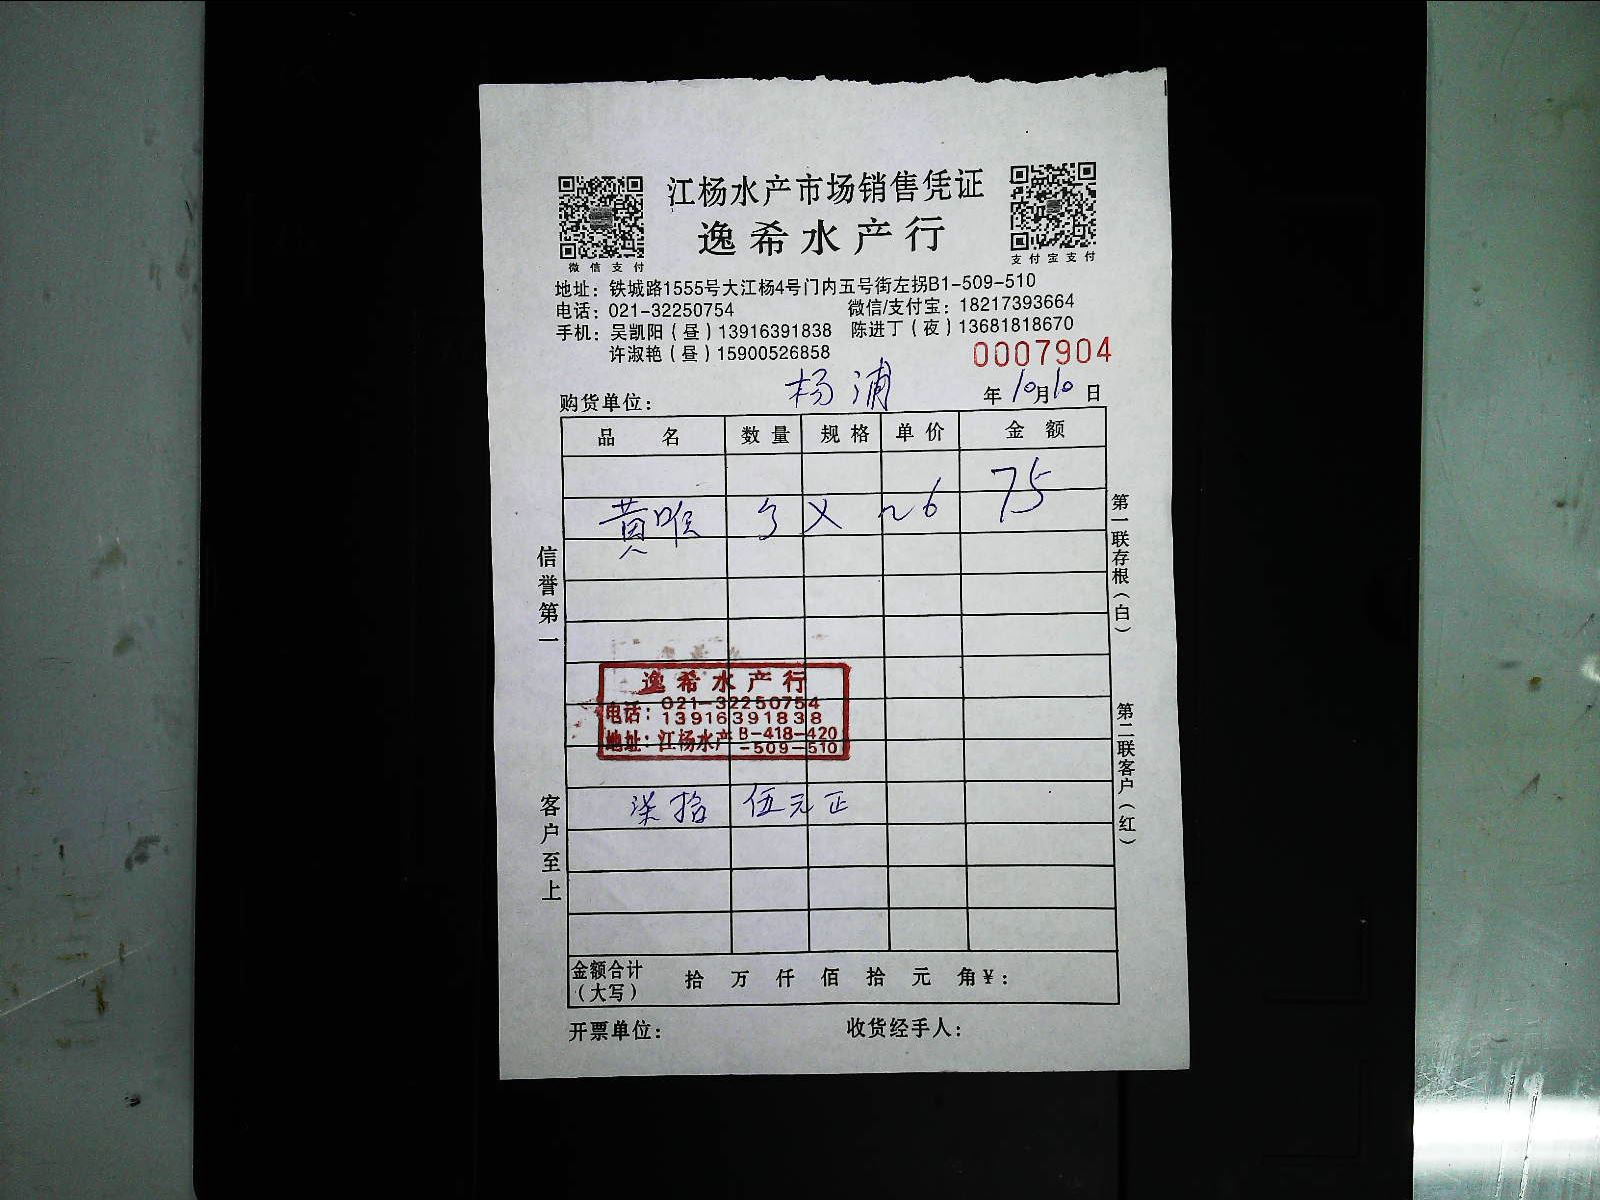 江杨水产市场销售凭证
逸希水产行
微信支付
支付宝支付
地址：铁城路1555号大江杨4号门内五号街左拐B1-509-510
电话：021-32250754 微信/支付宝：18217393664
手机：吴凯阳（昼）13916391838 陈进丁（夜）13681818670
许淑艳（昼）15900526858
0007904
购货单位： 杨浦 年10月10日
品名 数量 规格 单价 金额
黄喉 75
信誉第一
第一联存根（白）
逸希水产行
电话：021-32250754
13916391838
地址：江杨水产B-418-420
-509-510
第二联客户（红）
客户至上
柒拾伍元正
金额合计（大写） 拾万仟佰拾元角¥：
开票单位： 收货经手人：